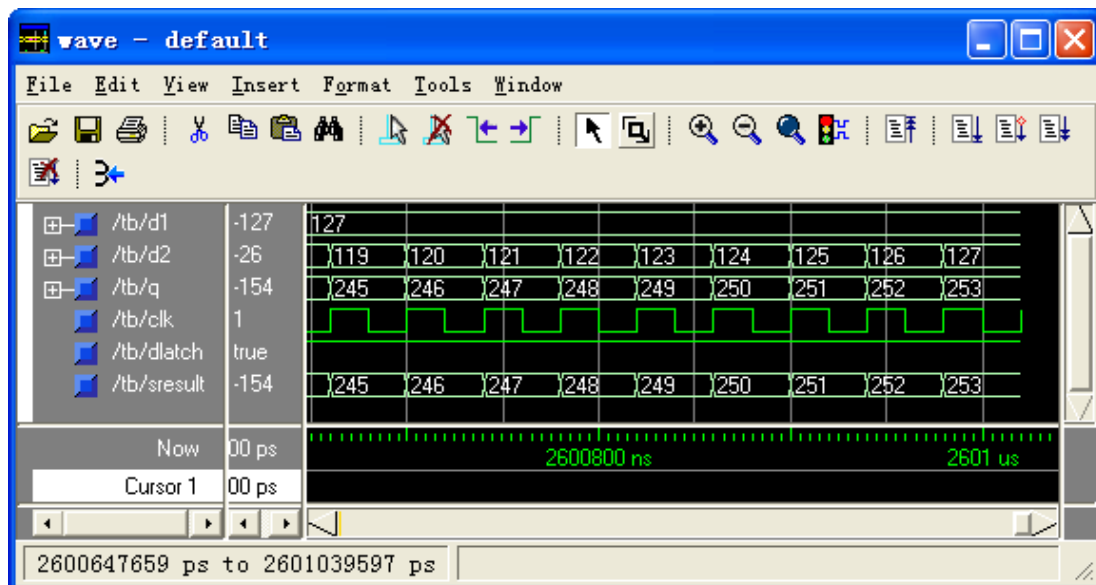 wave - default
File Edit View Insert Format Tools Window
/tb/d1 -127 127
/tb/d2 -26 119 120 121 122 123 124 125 126 127
/tb/q -154 245 246 247 248 249 250 251 252 253
/tb/clk 1
/tb/dlatch true
/tb/sresult -154 245 246 247 248 249 250 251 252 253
Now 00 ps 2600800 ns 2601 us
Cursor 1 00 ps
2600647659 ps to 2601039597 ps